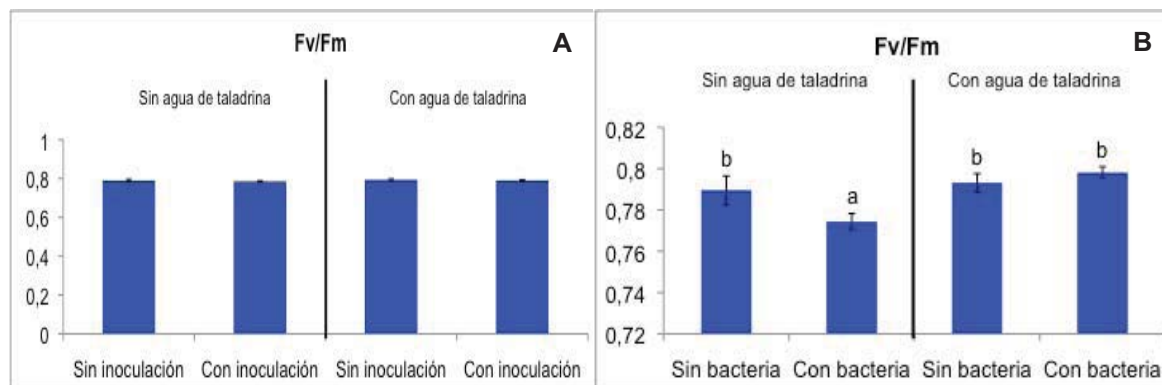 Fv/Fm
A
Sin agua de taladrina
Con agua de taladrina
1
0,8
0,6
0,4
0,2
0
Sin inoculación
Con inoculación
Sin inoculación
Con inoculación
Fv/Fm
B
Sin agua de taladrina
Con agua de taladrina
0,82
0,8
0,78
0,76
0,74
0,72
b
a
b
b
Sin bacteria
Con bacteria
Sin bacteria
Con bacteria